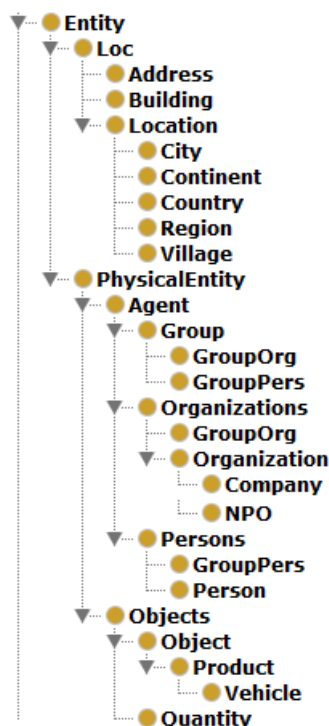 Entity
Loc
Address
Building
Location
City
Continent
Country
Region
Village
PhysicalEntity
Agent
Group
GroupOrg
GroupPers
Organizations
GroupOrg
Organization
Company
NPO
Persons
GroupPers
Person
Objects
Object
Product
Vehicle
Quantity